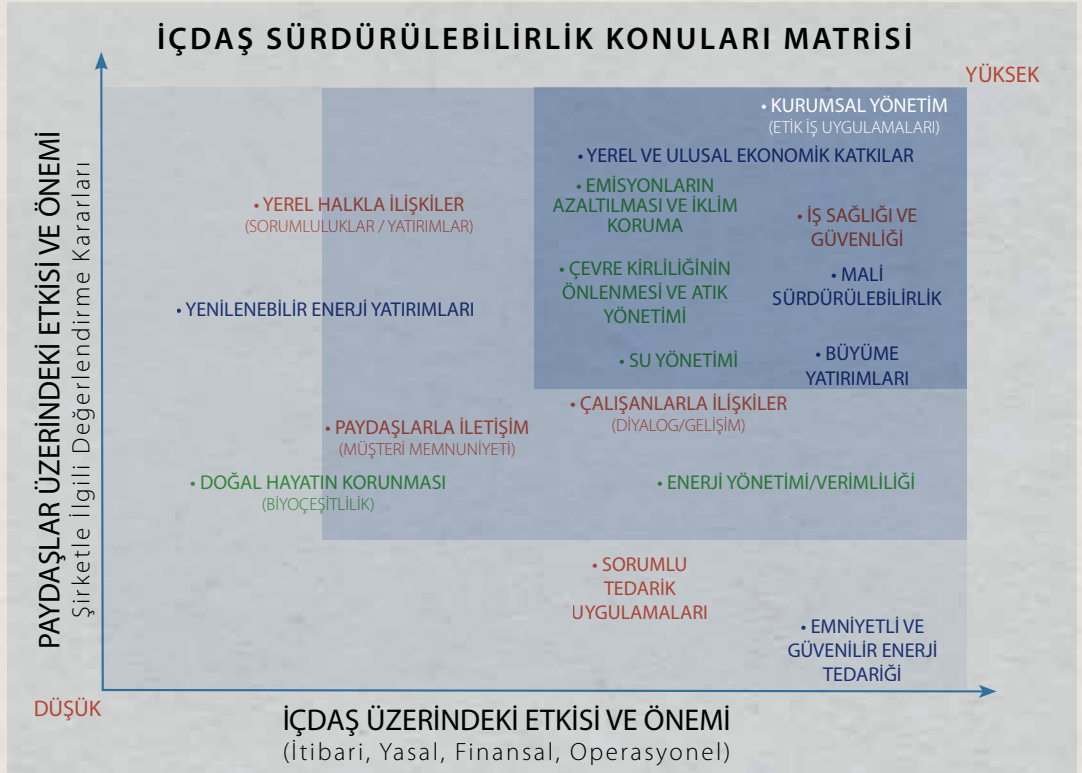 İÇDAŞ SÜRDÜRÜLEBİLİRLİK KONULARI MATRİSİ
YÜKSEK
PAYDAŞLAR ÜZERİNDEKİ ETKİSİ VE ÖNEMİ
Şirketle İlgili Değerlendirme Kararları
• KURUMSAL YÖNETİM
(ETİK İŞ UYGULAMALARI)
• YEREL VE ULUSAL EKONOMİK KATKILAR
• EMİSYONLARIN
AZALTILMASI VE İKLİM
KORUMA
• YEREL HALKLA İLİŞKİLER
(SORUMLULUKLAR / YATIRIMLAR)
• İŞ SAĞLIĞI VE
GÜVENLİĞİ
• ÇEVRE KİRLİLİĞİNİN
ÖNLENMESİ VE ATIK
YÖNETİMİ
• MALİ
SÜRDÜRÜLEBİLİRLİK
• YENİLENEBİLİR ENERJİ YATIRIMLARI
• SU YÖNETİMİ
• BÜYÜME
YATIRIMLARI
• ÇALIŞANLARLA İLİŞKİLER
(DİYALOG/GELİŞİM)
• PAYDAŞLARLA İLETİŞİM
(MÜŞTERİ MEMNUNİYETİ)
• DOĞAL HAYATIN KORUNMASI
(BİYOÇEŞİTLİLİK)
• ENERJİ YÖNETİMİ/VERİMLİLİĞİ
• SORUMLU
TEDARİK
UYGULAMALARI
• EMNİYETLİ VE
GÜVENİLİR ENERJİ
TEDARİĞİ
DÜŞÜK
İÇDAŞ ÜZERİNDEKİ ETKİSİ VE ÖNEMİ
(İtibari, Yasal, Finansal, Operasyonel)